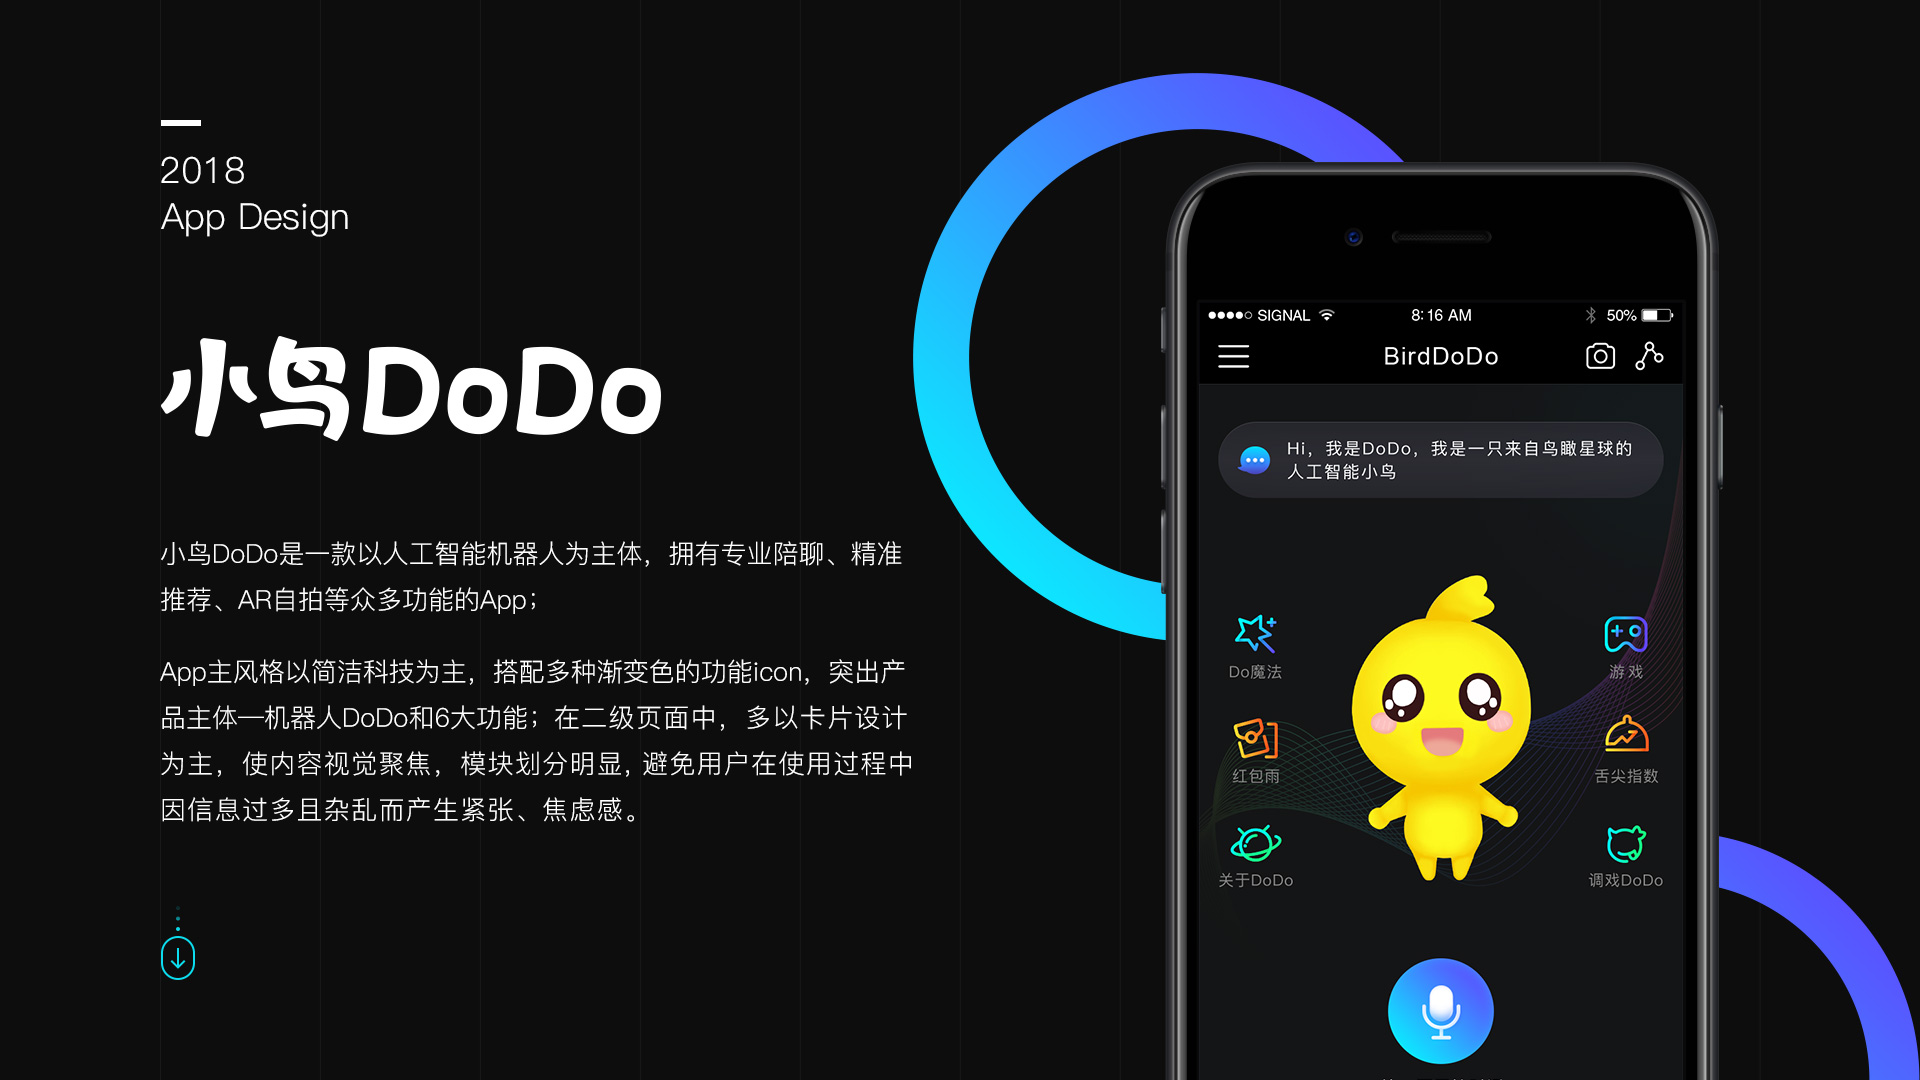 2018
App Design
小鸟DoDo
小鸟DoDo是一款以人工智能机器人为主体，拥有专业陪聊、精准
推荐、AR自拍等众多功能的App；
App主风格以简洁科技为主，搭配多种渐变色的功能icon，突出产
品主体—机器人DoDo和6大功能；在二级页面中，多以卡片设计
为主，使内容视觉聚焦，模块划分明显, 避免用户在使用过程中
因信息过多且杂乱而产生紧张、焦虑感。
SIGNAL
8:16 AM
50%
BirdDoDo
Hi，我是DoDo，我是一只来自鸟瞰星球的
人工智能小鸟
Do魔法
游戏
红包雨
舌尖指数
关于DoDo
调戏DoDo